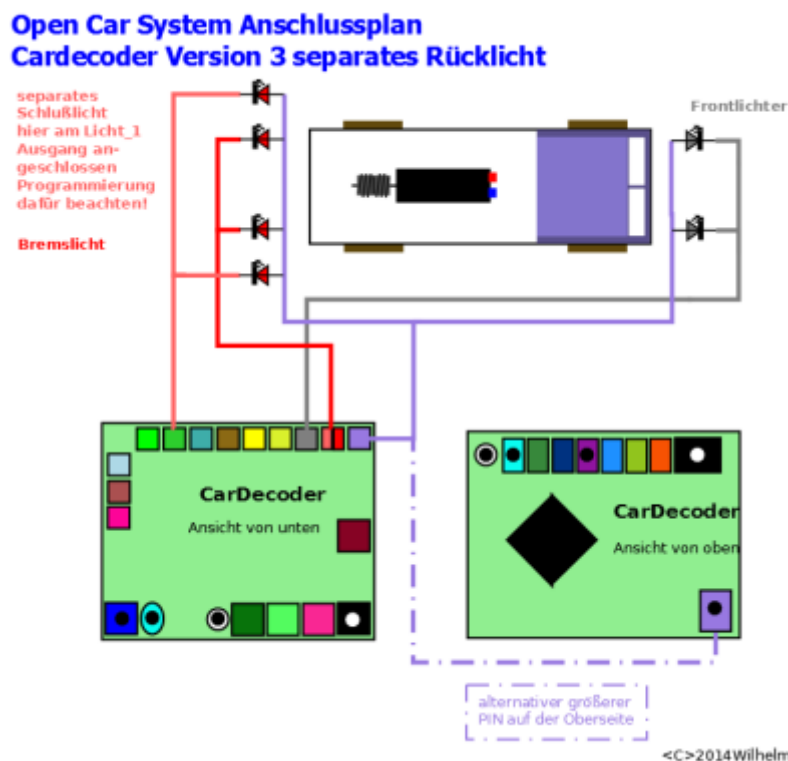 Open Car System Anschlussplan
Cardecoder Version 3 separates Rücklicht
separates
Schlußlicht
hier am Licht_1
Ausgang an-
geschlossen
Programmierung
dafür beachten!
Bremslicht
Frontlichter
CarDecoder
Ansicht von unten
CarDecoder
Ansicht von oben
alternativer größerer
PIN auf der Oberseite
<C>2014Wilhelm